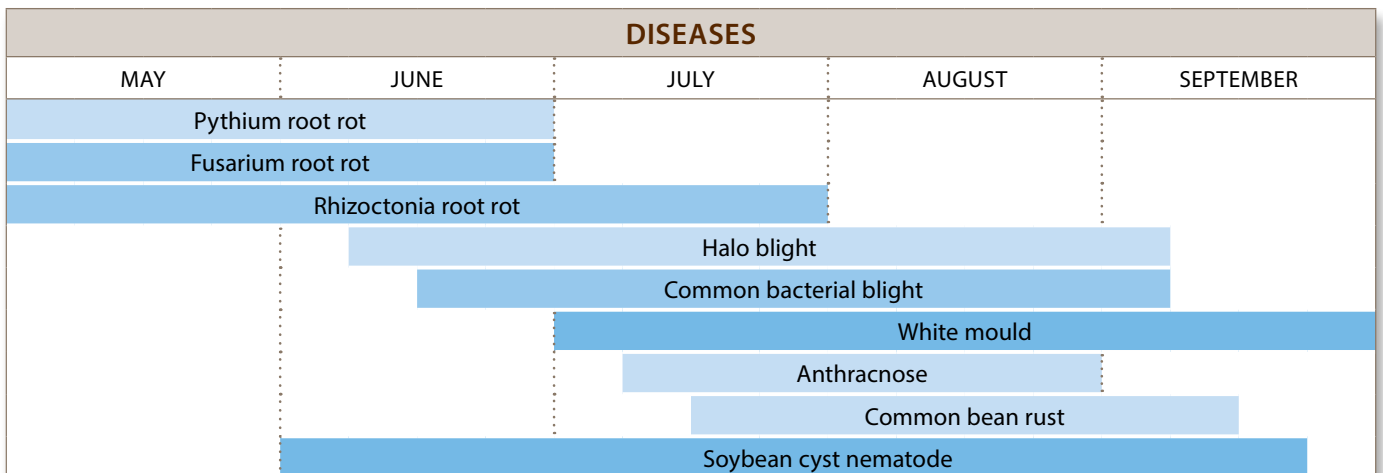 DISEASES
MAY JUNE JULY AUGUST SEPTEMBER
Pythium root rot
Fusarium root rot
Rhizoctonia root rot
Halo blight
Common bacterial blight
White mould
Anthracnose
Common bean rust
Soybean cyst nematode